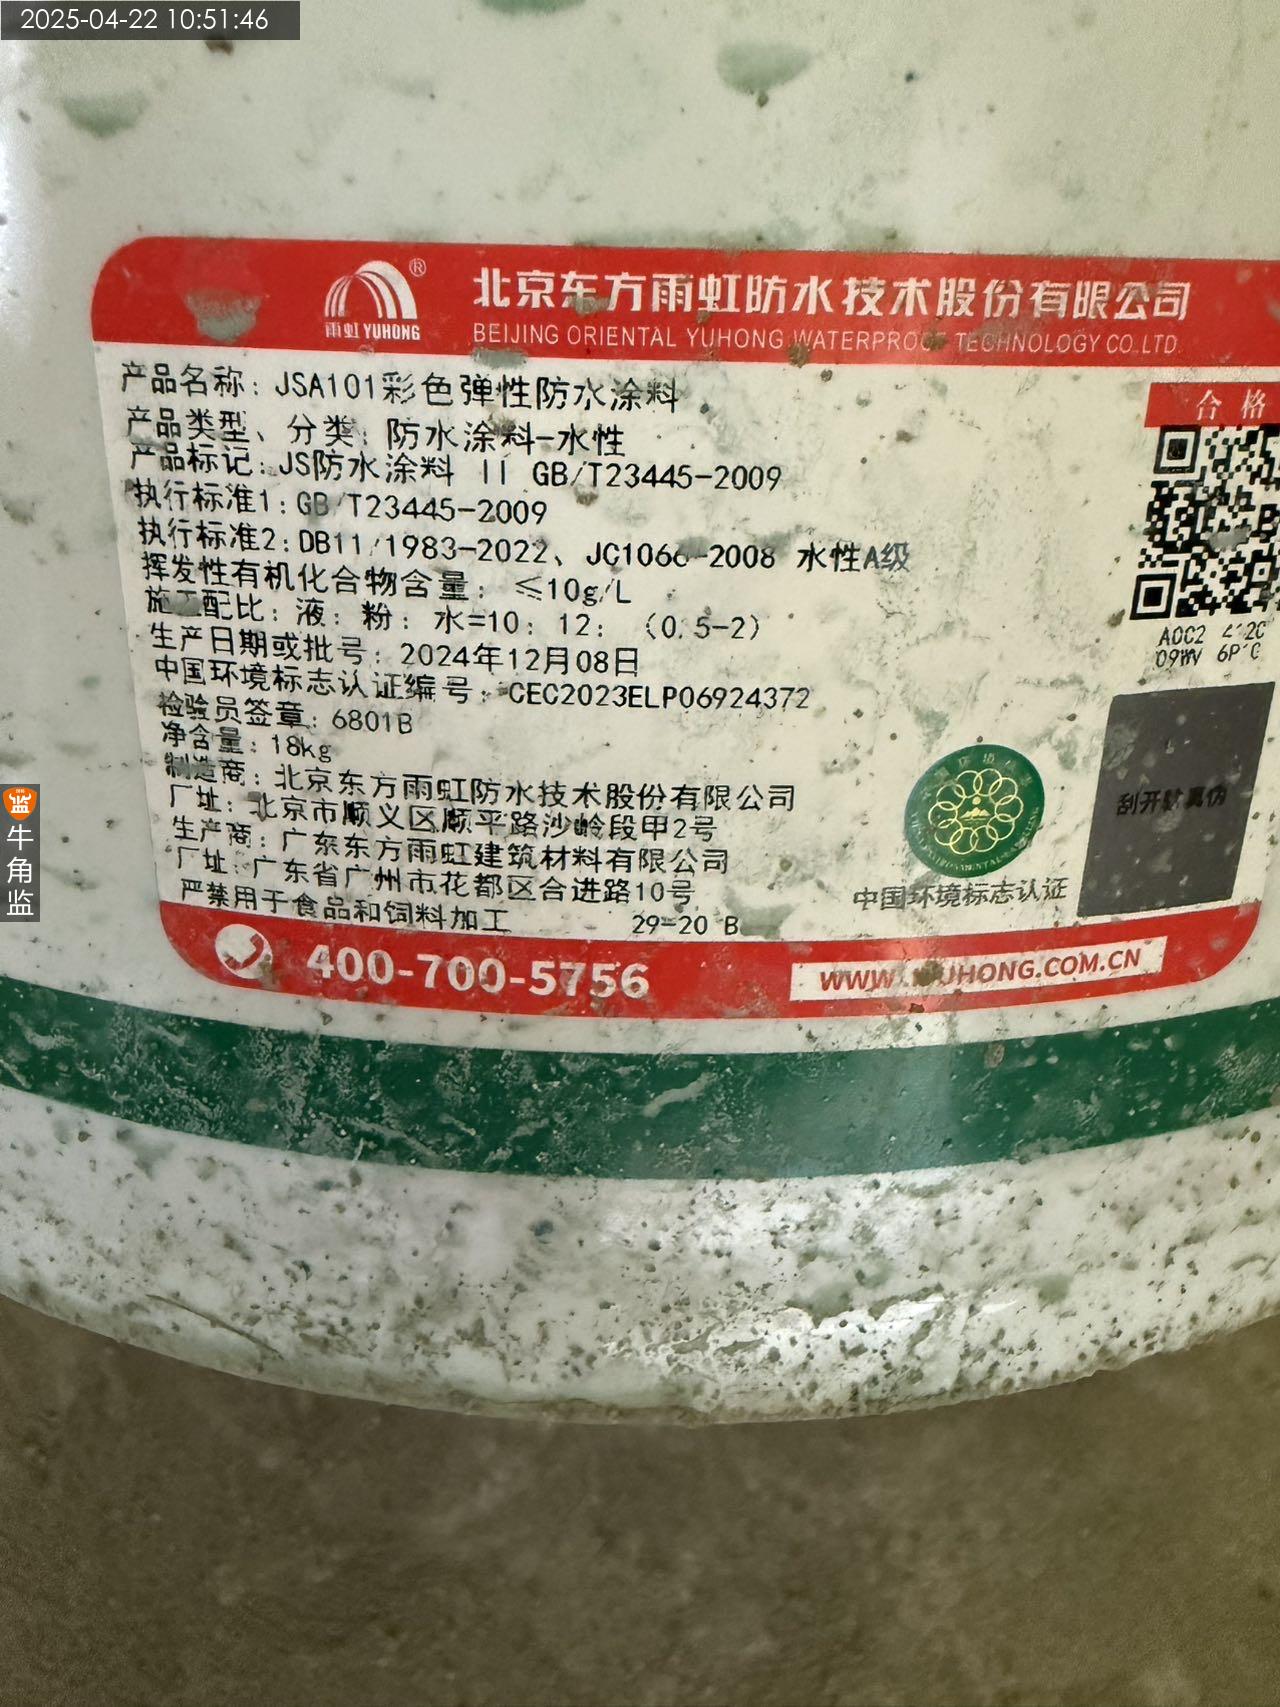 2025-04-22 10:51:46
雨虹 YUHONG ®
北京东方雨虹防水技术股份有限公司
BEIJING ORIENTAL YUHONG WATERPROOF TECHNOLOGY CO.,LTD.
产品名称：JSA101彩色弹性防水涂料
产品类型、分类：防水涂料-水性
产品标记：JS防水涂料 II GB/T23445-2009
执行标准1：GB/T23445-2009
执行标准2：DB11/1983-2022、JC1066-2008 水性A级
挥发性有机化合物含量：≤10g/L
施工配比：液：粉：水=10：12：（0.5-2）
生产日期或批号：2024年12月08日
中国环境标志认证编号：CEC2023ELP06924372
检验员签章：6801B
净含量：18kg
制造商：北京东方雨虹防水技术股份有限公司
厂址：北京市顺义区顺平路沙岭段甲2号
生产商：广东东方雨虹建筑材料有限公司
厂址：广东省广州市花都区合进路10号
严禁用于食品和饲料加工
29-20 B
合格
刮开验真伪
中国环境标志认证
400-700-5756
WWW.YUHONG.COM.CN
牛角监